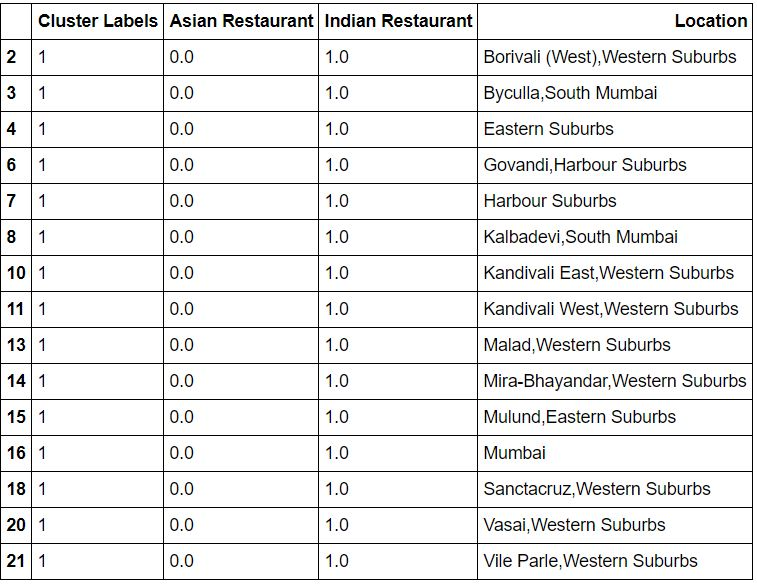 Cluster Labels Asian Restaurant Indian Restaurant Location
2 1 0.0 1.0 Borivali (West),Western Suburbs
3 1 0.0 1.0 Byculla,South Mumbai
4 1 0.0 1.0 Eastern Suburbs
6 1 0.0 1.0 Govandi,Harbour Suburbs
7 1 0.0 1.0 Harbour Suburbs
8 1 0.0 1.0 Kalbadevi,South Mumbai
10 1 0.0 1.0 Kandivali East,Western Suburbs
11 1 0.0 1.0 Kandivali West,Western Suburbs
13 1 0.0 1.0 Malad,Western Suburbs
14 1 0.0 1.0 Mira-Bhayandar,Western Suburbs
15 1 0.0 1.0 Mulund,Eastern Suburbs
16 1 0.0 1.0 Mumbai
18 1 0.0 1.0 Sanctacruz,Western Suburbs
20 1 0.0 1.0 Vasai,Western Suburbs
21 1 0.0 1.0 Vile Parle,Western Suburbs